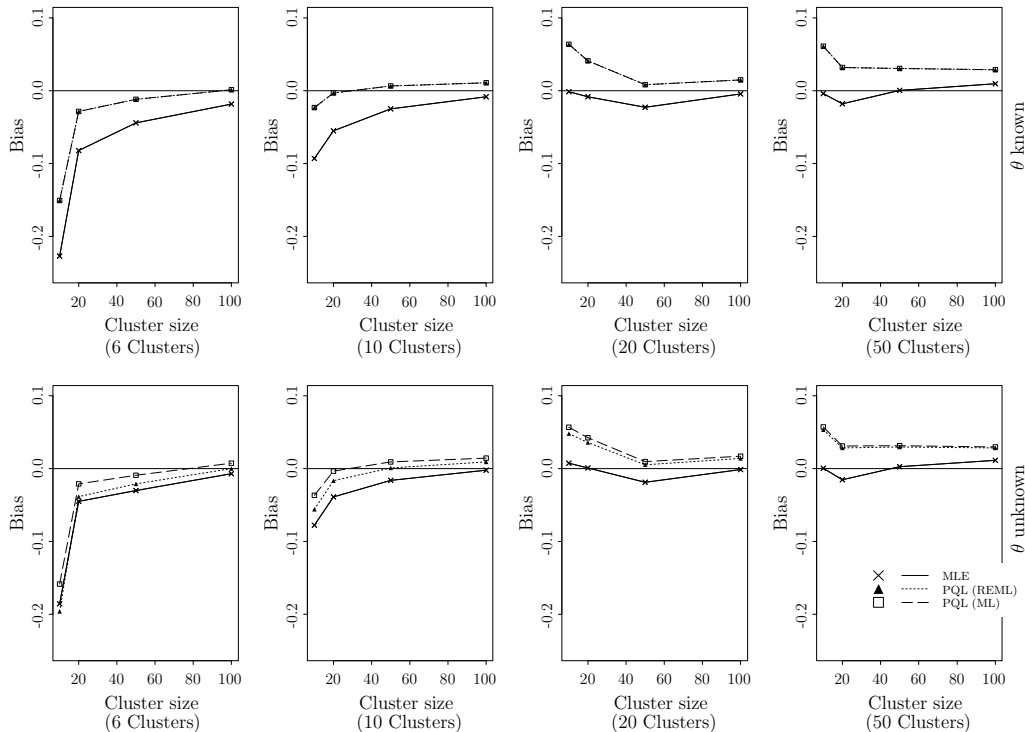 0.1
0.0
-0.1
-0.2
Bias
20 40 60 80 100
Cluster size
(6 Clusters)
0.1
0.0
-0.1
-0.2
Bias
20 40 60 80 100
Cluster size
(10 Clusters)
0.1
0.0
-0.1
-0.2
Bias
20 40 60 80 100
Cluster size
(20 Clusters)
0.1
0.0
-0.1
-0.2
Bias
20 40 60 80 100
Cluster size
(50 Clusters)
θ known
0.1
0.0
-0.1
-0.2
Bias
20 40 60 80 100
Cluster size
(6 Clusters)
0.1
0.0
-0.1
-0.2
Bias
20 40 60 80 100
Cluster size
(10 Clusters)
0.1
0.0
-0.1
-0.2
Bias
20 40 60 80 100
Cluster size
(20 Clusters)
0.1
0.0
-0.1
-0.2
Bias
MLE
PQL (REML)
PQL (ML)
20 40 60 80 100
Cluster size
(50 Clusters)
θ unknown